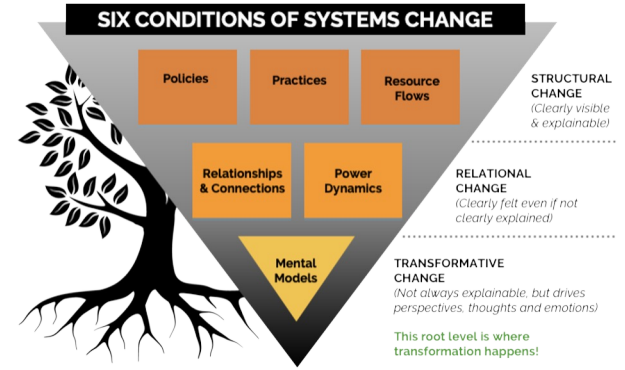 SIX CONDITIONS OF SYSTEMS CHANGE
Policies
Practices
Resource
Flows
STRUCTURAL
CHANGE
(Clearly visible
& explainable)
Relationships
& Connections
Power
Dynamics
RELATIONAL
CHANGE
(Clearly felt even if not
clearly explained)
Mental
Models
TRANSFORMATIVE
CHANGE
(Not always explainable, but drives
perspectives, thoughts and emotions)
This root level is where
transformation happens!